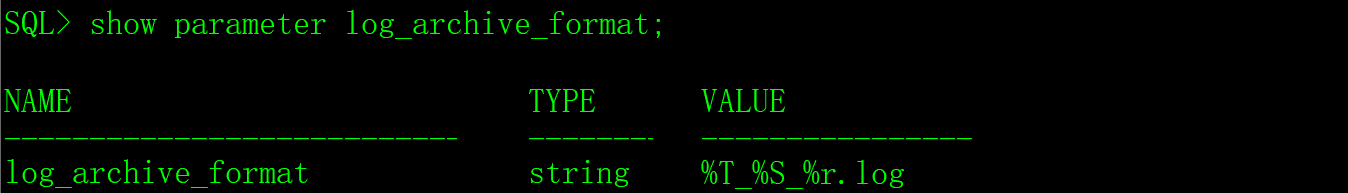 SQL> show parameter log_archive_format;
NAME TYPE VALUE
--------------------------- -------- ----------------
log_archive_format string %T_%S_%r.log